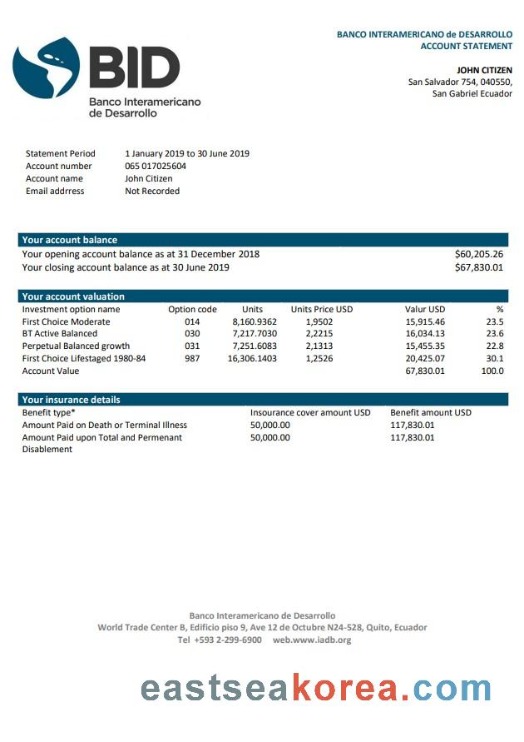 BANCO INTERAMERICANO de DESARROLLO
ACCOUNT STATEMENT
BID
Banco Interamericano
de Desarrollo
JOHN CITIZEN
San Salvador 754, 040550,
San Gabriel Ecuador
Statement Period 1 January 2019 to 30 June 2019
Account number 065 017025604
Account name John Citizen
Email addrress Not Recorded
Your account balance
Your opening account balance as at 31 December 2018 $60,205.26
Your closing account balance as at 30 June 2019 $67,830.01
Your account valuation
Investment option name Option code Units Units Price USD Valur USD %
First Choice Moderate 014 8,160.9362 1,9502 15,915.46 23.5
BT Active Balanced 030 7,217.7030 2,2215 16,034.13 23.6
Perpetual Balanced growth 031 7,251.6083 2,1313 15,455.35 22.8
First Choice Lifestaged 1980-84 987 16,306.1403 1,2526 20,425.07 30.1
Account Value 67,830.01 100.0
Your insurance details
Benefit type* Insourance cover amount USD Benefit amount USD
Amount Paid on Death or Terminal Illness 50,000.00 117,830.01
Amount Paid upon Total and Permenant 50,000.00 117,830.01
Disablement
Banco Interamericano de Desarrollo
World Trade Center B, Edificio piso 9, Ave 12 de Octubre N24-528, Quito, Ecuador
Tel +593 2-299-6900 web.www.iadb.org
eastseakorea.com